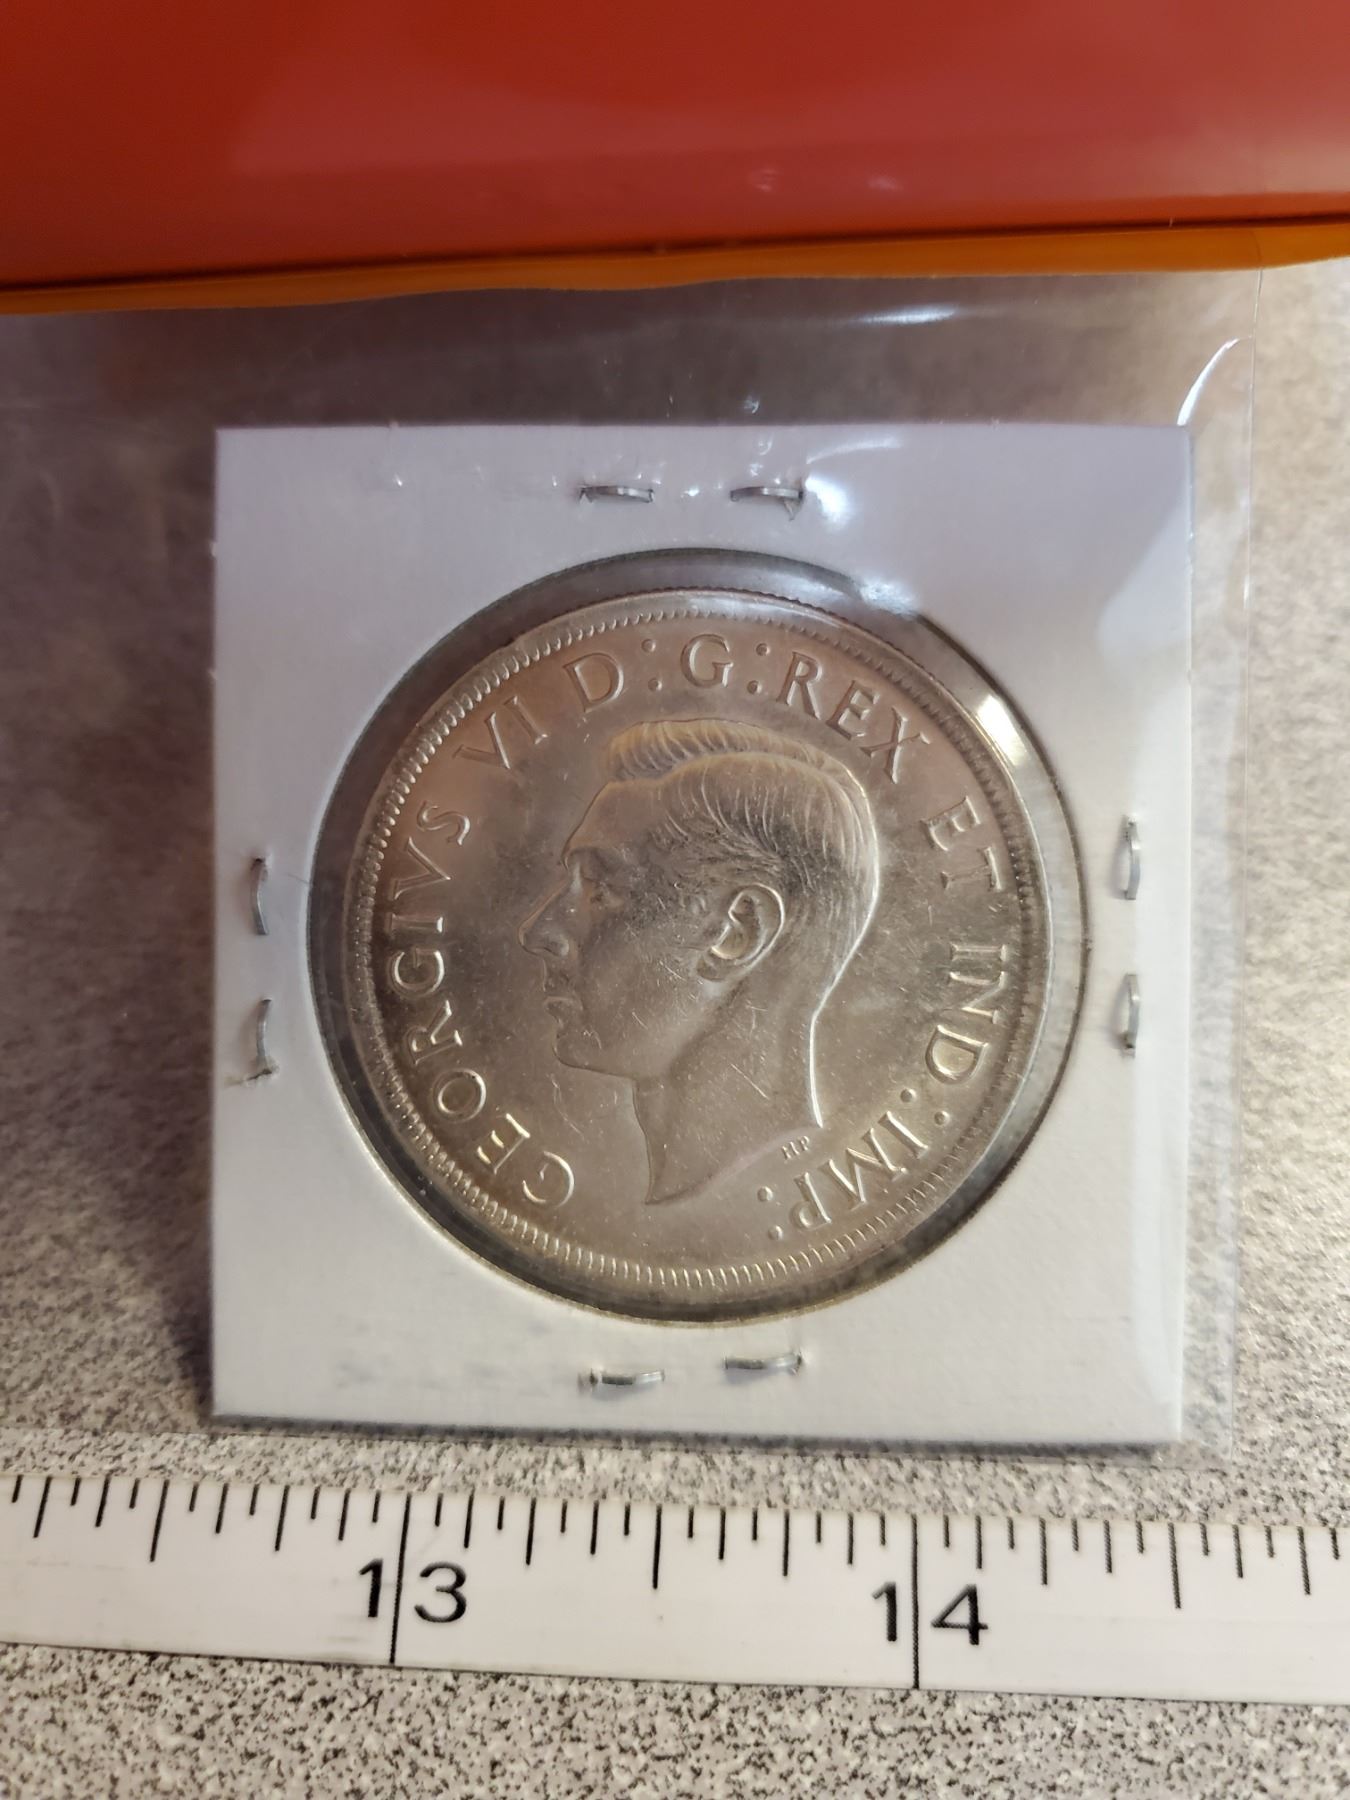 GEORGIVS VI D:G:REX ET IND:IMP:
HP
13
14